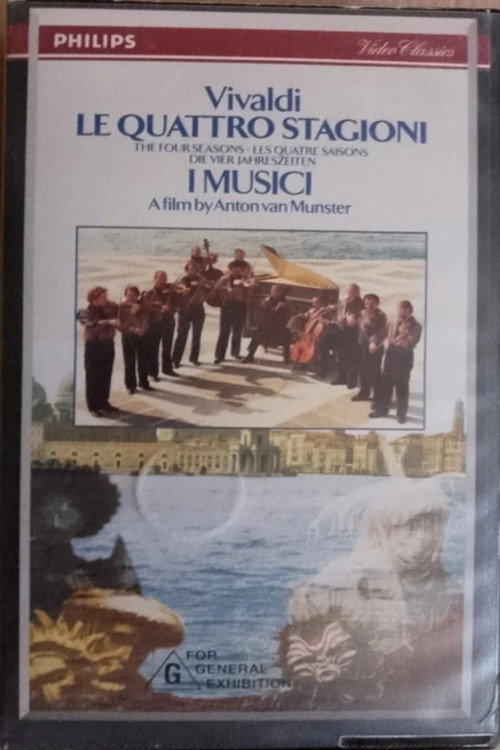 PHILIPS
Video Classics
Vivaldi
LE QUATTRO STAGIONI
THE FOUR SEASONS · LES QUATRE SAISONS
DIE VIER JAHRESZEITEN
I MUSICI
A film by Anton van Munster
G
FOR
GENERAL
EXHIBITION